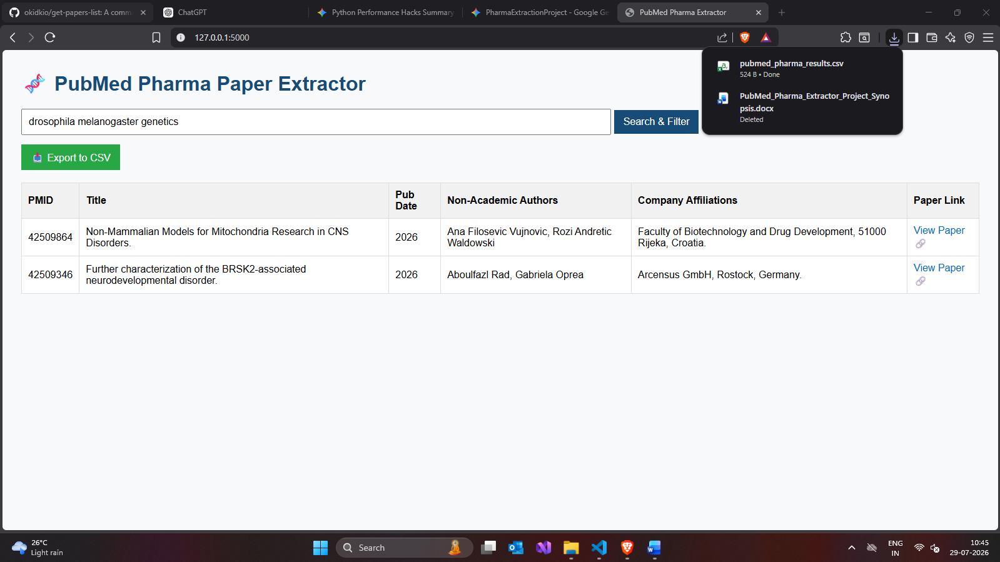 okidkio/get-papers-list: A comm
ChatGPT
Python Performance Hacks Summary
PharmaExtractionProject - Google Ge
PubMed Pharma Extractor
127.0.0.1:5000
pubmed_pharma_results.csv
524 B • Done
PubMed_Pharma_Extractor_Project_Syno
psis.docx
Deleted
PubMed Pharma Paper Extractor
drosophila melanogaster genetics
Search & Filter
Export to CSV
PMID
Title
Pub
Date
Non-Academic Authors
Company Affiliations
Paper Link
42509864
Non-Mammalian Models for Mitochondria Research in CNS
Disorders.
2026
Ana Filosevic Vujnovic, Rozi Andretic
Waldowski
Faculty of Biotechnology and Drug Development, 51000
Rijeka, Croatia.
View Paper
42509346
Further characterization of the BRSK2-associated
neurodevelopmental disorder.
2026
Aboulfazl Rad, Gabriela Oprea
Arcensus GmbH, Rostock, Germany.
View Paper
26°C
Light rain
Search
ENG
IN
10:45
29-07-2026